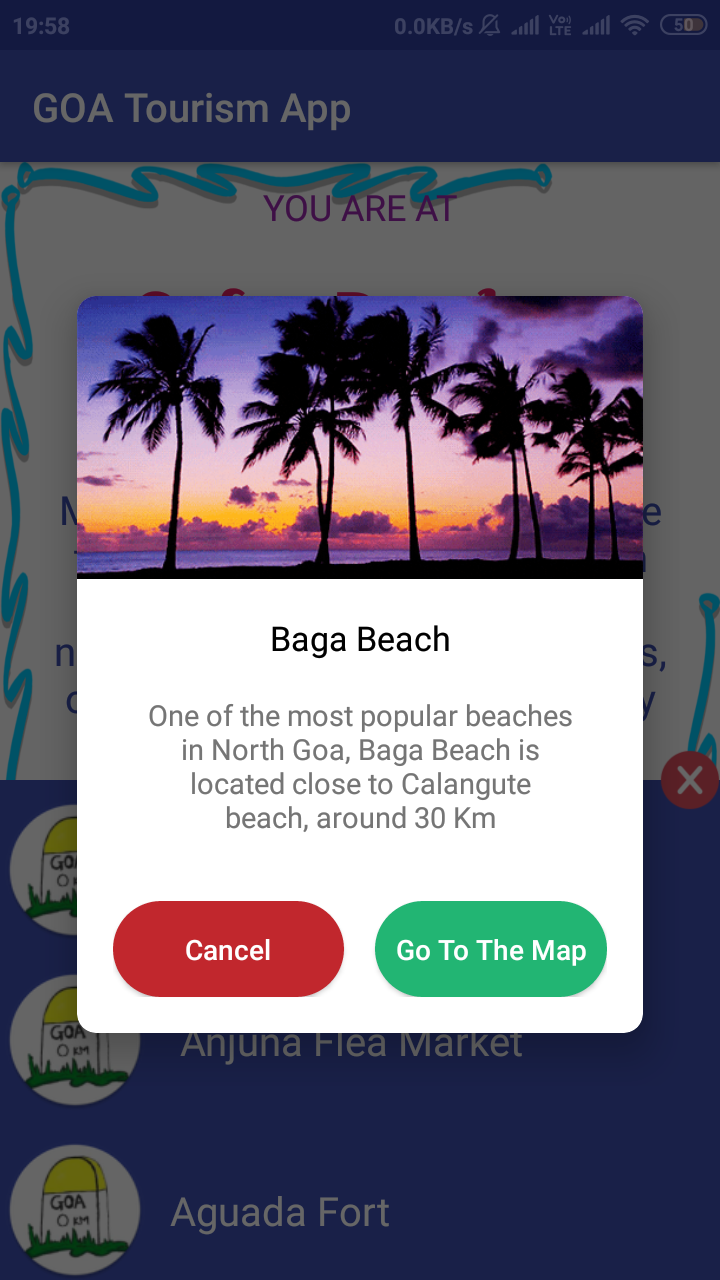 19:58 0.0KB/s Vo) LTE 50
GOA Tourism App
YOU ARE AT
Baga Beach
One of the most popular beaches
in North Goa, Baga Beach is
located close to Calangute
beach, around 30 Km
Cancel
Go To The Map
GOA
0 KM
Anjuna Flea Market
GOA
0 KM
Aguada Fort
GOA
0 KM